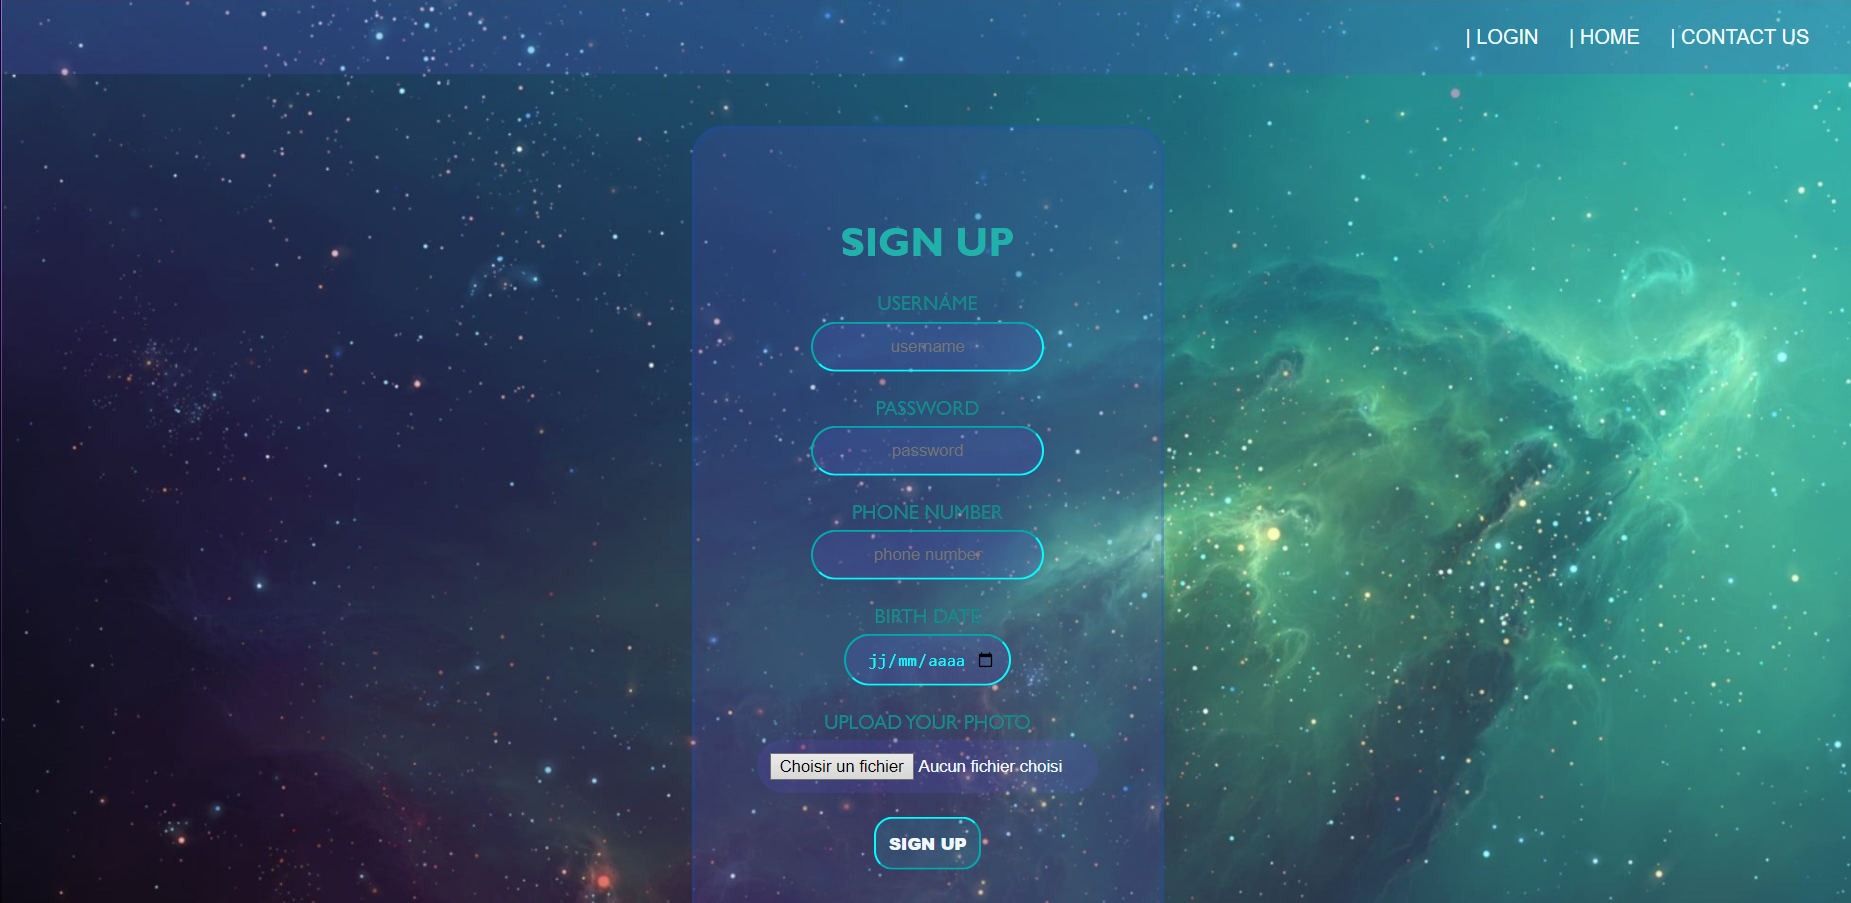 | LOGIN | HOME | CONTACT US
SIGN UP
USERNAME
username
PASSWORD
password
PHONE NUMBER
phone number
BIRTH DATE
jj/mm/aaaa
UPLOAD YOUR PHOTO
Choisir un fichier Aucun fichier choisi
SIGN UP